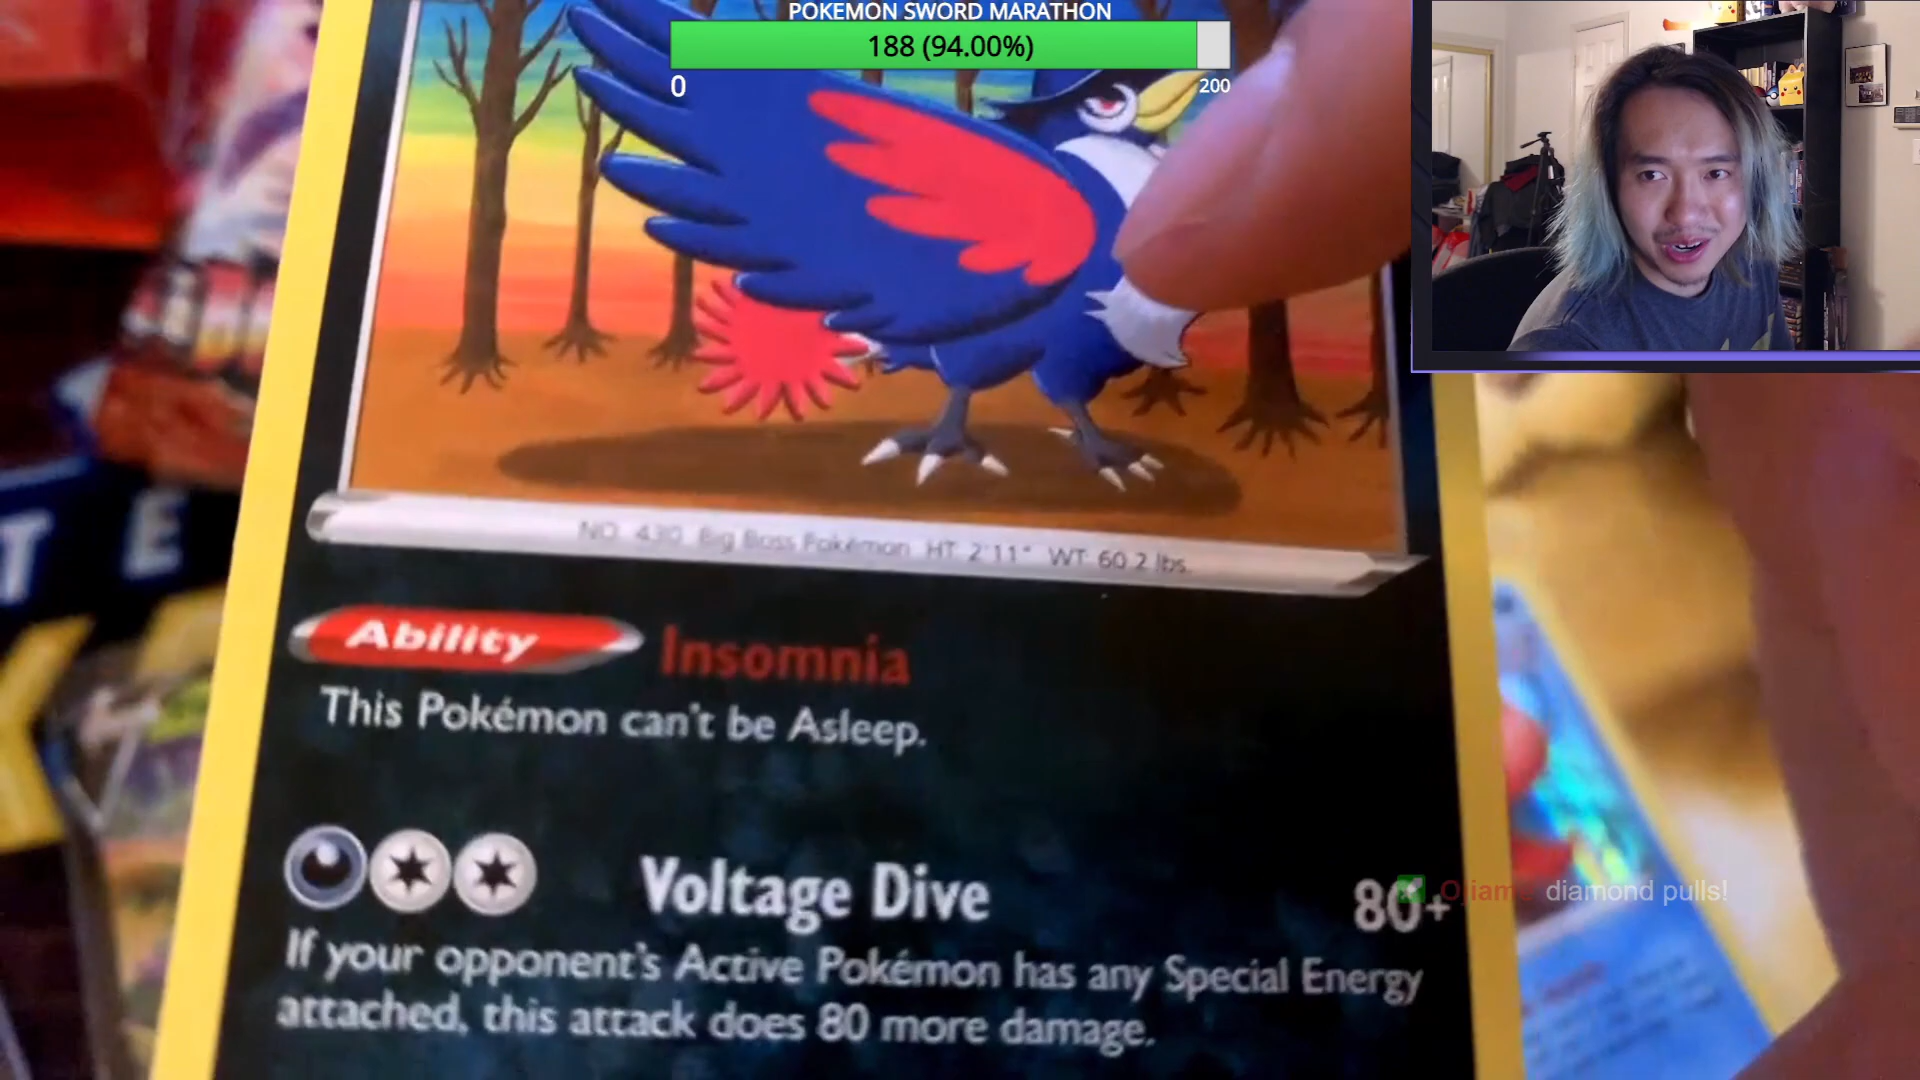 POKEMON SWORD MARATHON
188 (94.00%)
0
200
T E
NO. 430 Big Boss Pokémon HT 2'11" WT 60.2 lbs.
Ability Insomnia
This Pokémon can't be Asleep.
Voltage Dive 80+
Ojiame diamond pulls!
If your opponent's Active Pokémon has any Special Energy
attached, this attack does 80 more damage.